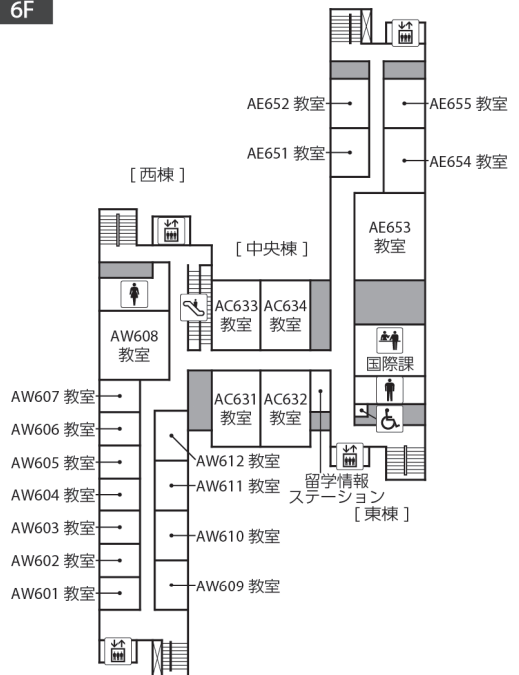 6F
AE652 教室
AE655 教室
AE651 教室
AE654 教室
[ 西棟 ]
AE653
教室
[ 中央棟 ]
AC633
教室
AC634
教室
AW608
教室
国際課
AW607 教室
AC631
教室
AC632
教室
AW606 教室
AW612 教室
AW605 教室
留学情報
ステーション
AW611 教室
AW604 教室
[ 東棟 ]
AW603 教室
AW610 教室
AW602 教室
AW609 教室
AW601 教室